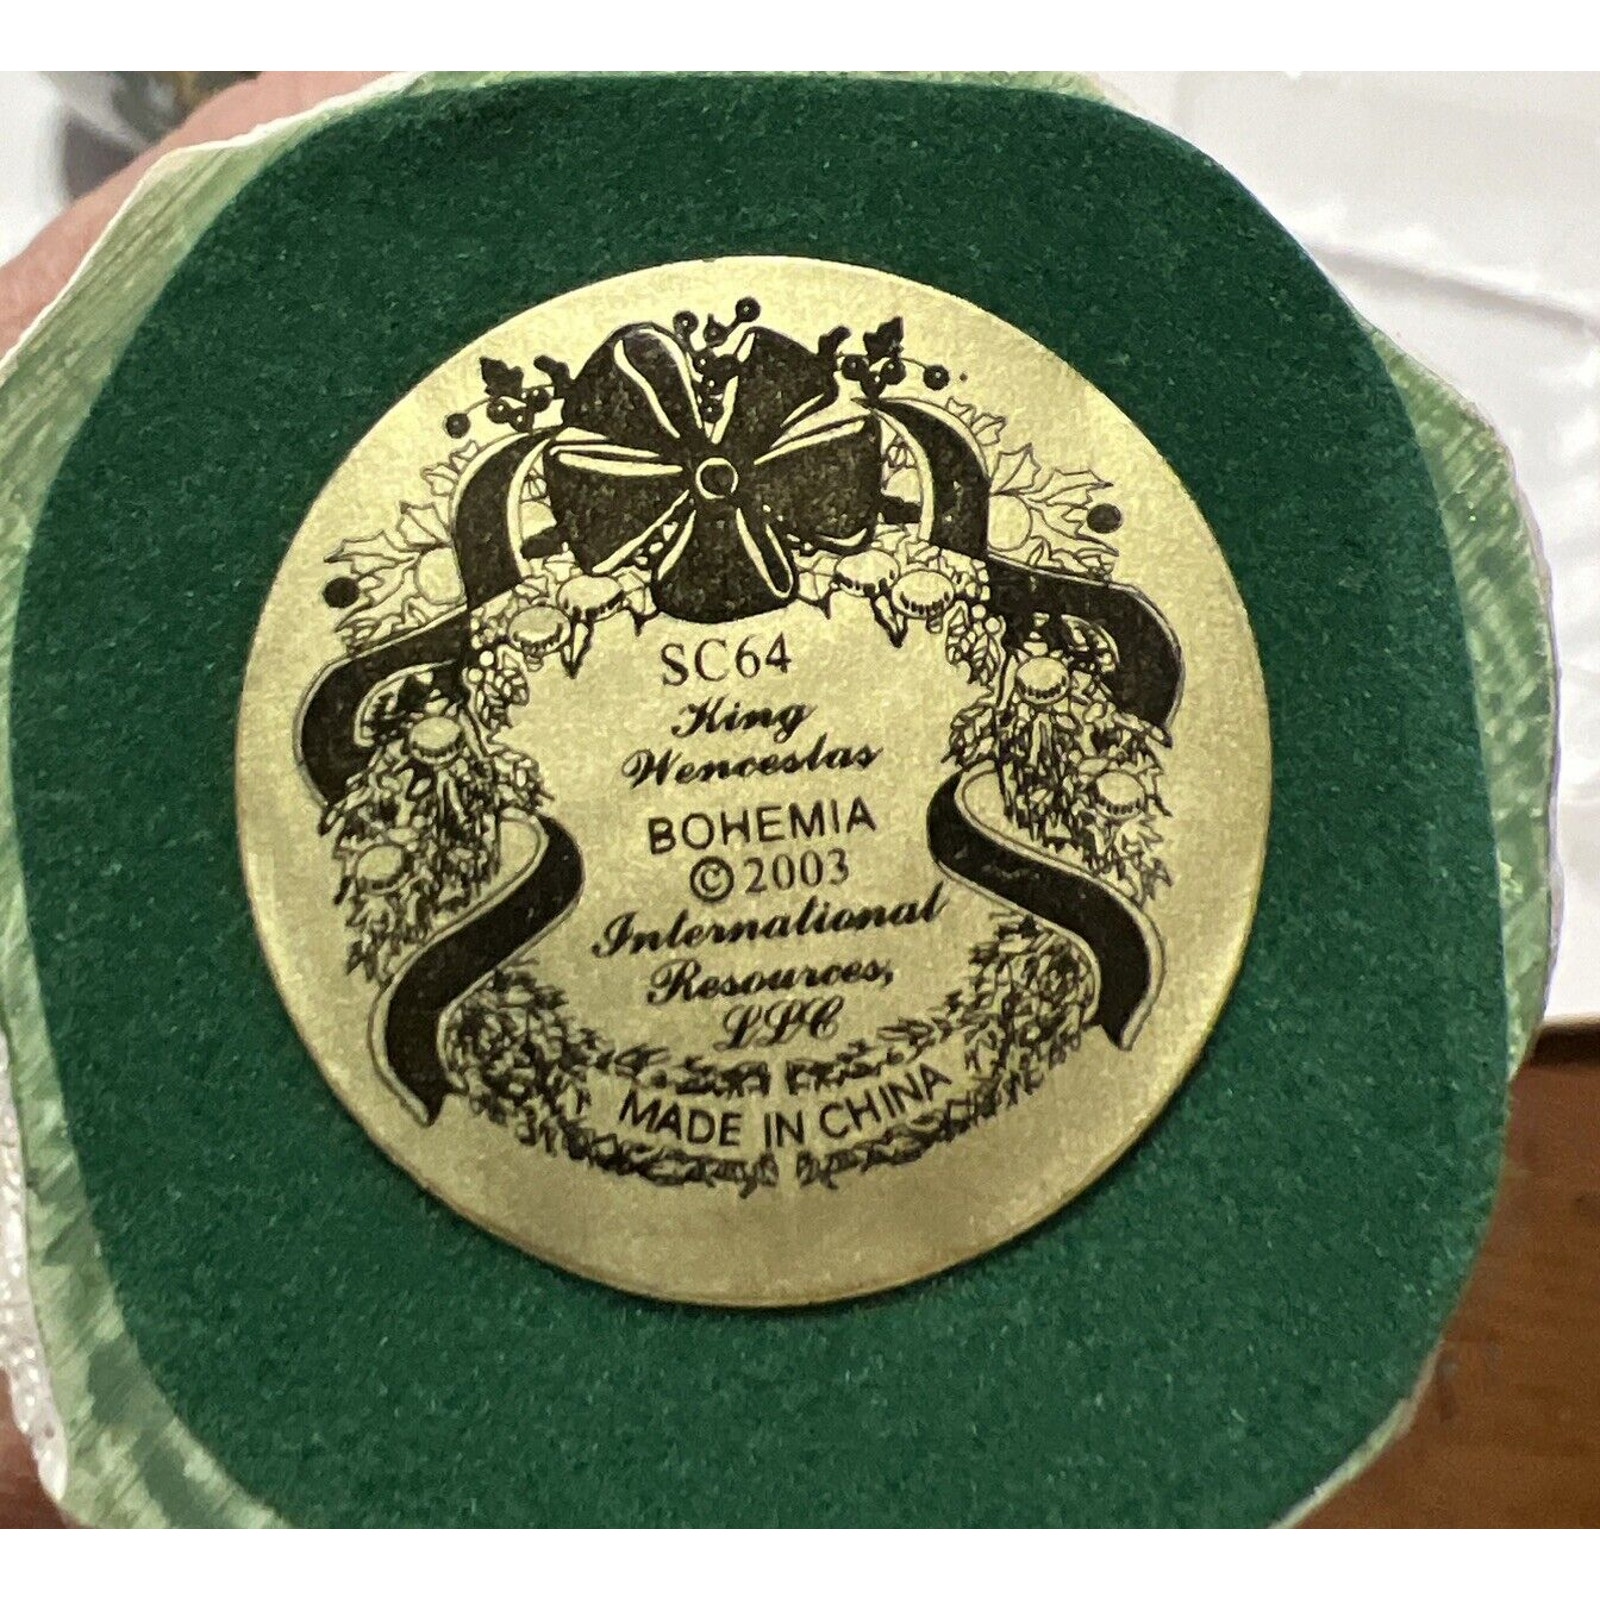 SC64
King
Wenceslas
BOHEMIA
©2003
International
Resources,
LLC
MADE IN CHINA